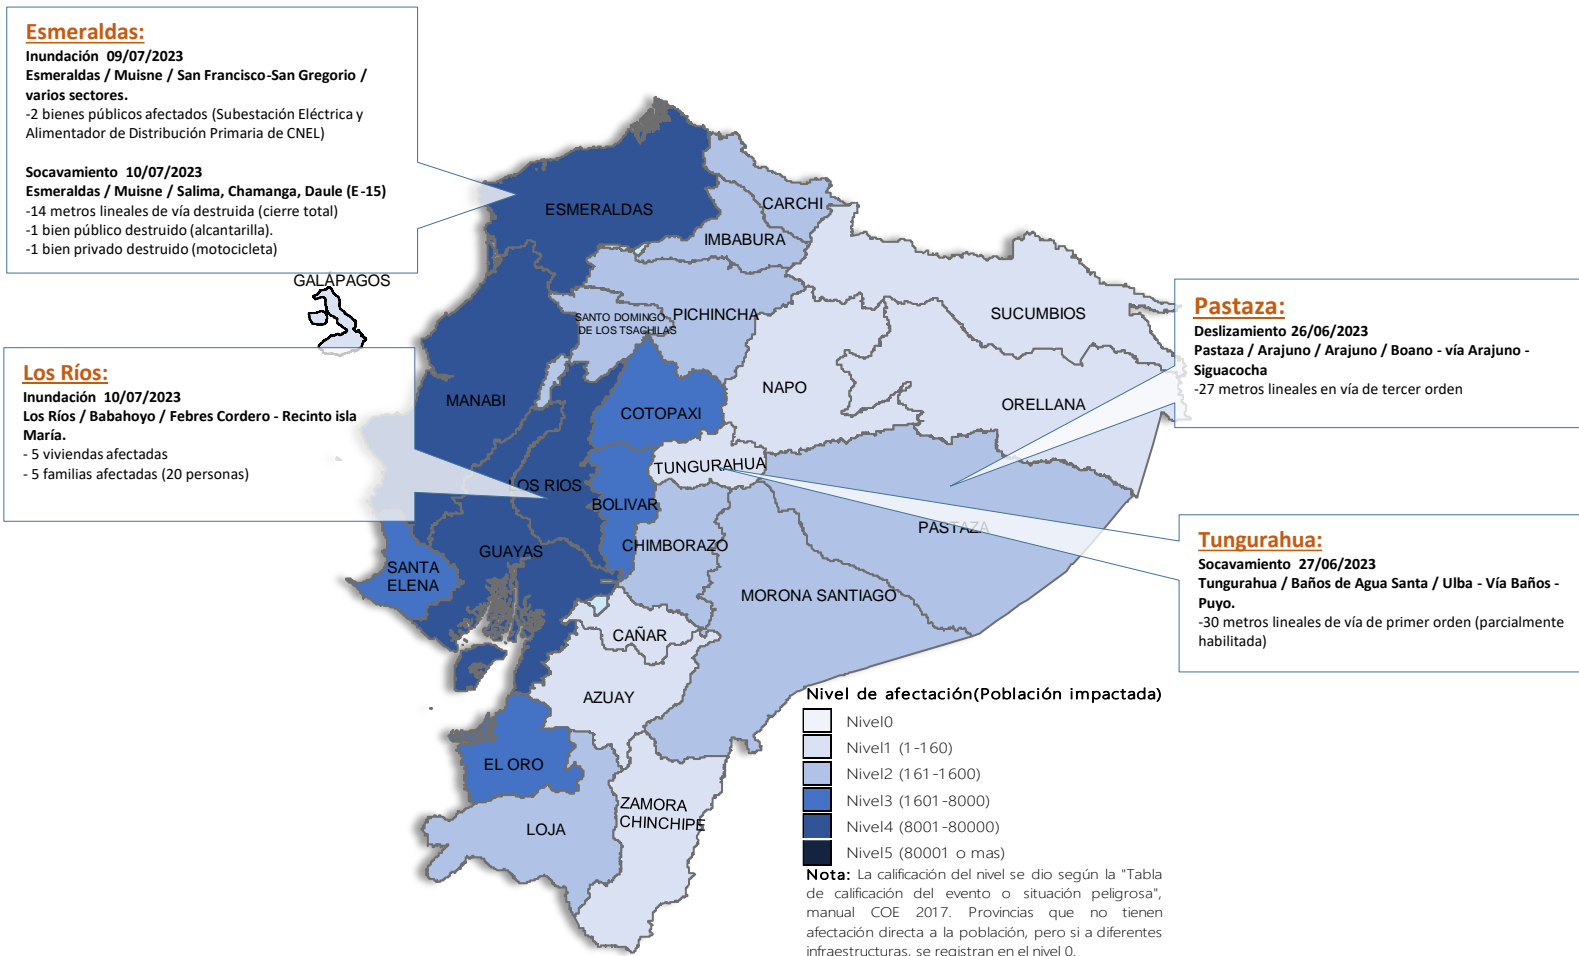 Esmeraldas:
Inundación 09/07/2023
Esmeraldas / Muisne / San Francisco-San Gregorio /
varios sectores.
-2 bienes públicos afectados (Subestación Eléctrica y
Alimentador de Distribución Primaria de CNEL)
Socavamiento 10/07/2023
Esmeraldas / Muisne / Salima, Chamanga, Daule (E-15)
-14 metros lineales de vía destruida (cierre total)
-1 bien público destruido (alcantarilla).
-1 bien privado destruido (motocicleta)
GALÁPAGOS
Los Ríos:
Inundación 10/07/2023
Los Ríos / Babahoyo / Febres Cordero - Recinto isla
María.
- 5 viviendas afectadas
- 5 familias afectadas (20 personas)
ESMERALDAS
CARCHI
IMBABURA
SANTO DOMINGO
DE LOS TSACHILAS
PICHINCHA
SUCUMBIOS
NAPO
ORELLANA
MANABI
COTOPAXI
TUNGURAHUA
LOS RIOS
BOLIVAR
PASTAZA
GUAYAS
CHIMBORAZO
SANTA
ELENA
MORONA SANTIAGO
CAÑAR
AZUAY
EL ORO
LOJA
ZAMORA
CHINCHIPE
Pastaza:
Deslizamiento 26/06/2023
Pastaza / Arajuno / Arajuno / Boano - vía Arajuno -
Siguacocha
-27 metros lineales en vía de tercer orden
Tungurahua:
Socavamiento 27/06/2023
Tungurahua / Baños de Agua Santa / Ulba - Vía Baños -
Puyo.
-30 metros lineales de vía de primer orden (parcialmente
habilitada)
Nivel de afectación(Población impactada)
Nivel0
Nivel1 (1-160)
Nivel2 (161-1600)
Nivel3 (1601-8000)
Nivel4 (8001-80000)
Nivel5 (80001 o mas)
Nota: La calificación del nivel se dio según la "Tabla
de calificación del evento o situación peligrosa",
manual COE 2017. Provincias que no tienen
afectación directa a la población, pero si a diferentes
infraestructuras, se registran en el nivel 0.